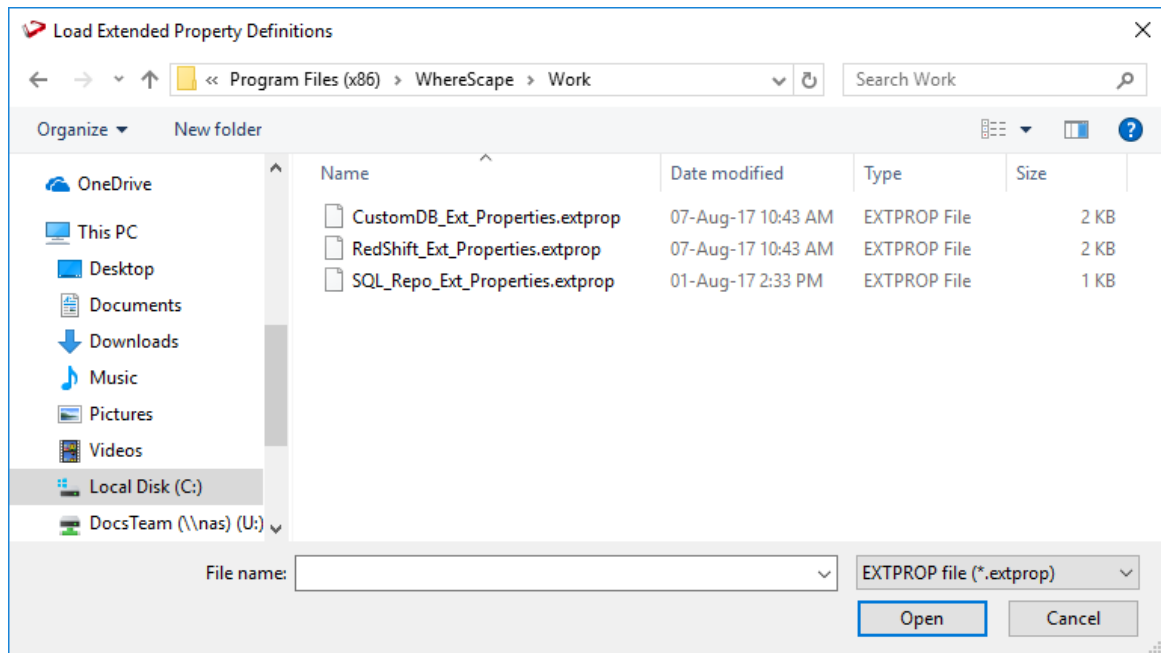 Load Extended Property Definitions
« Program Files (x86) > WhereScape > Work
Search Work
Organize
New folder
?
OneDrive
This PC
Desktop
Documents
Downloads
Music
Pictures
Videos
Local Disk (C:)
DocsTeam (\\nas) (U:)
Name Date modified Type Size
CustomDB_Ext_Properties.extprop 07-Aug-17 10:43 AM EXTPROP File 2 KB
RedShift_Ext_Properties.extprop 07-Aug-17 10:43 AM EXTPROP File 2 KB
SQL_Repo_Ext_Properties.extprop 01-Aug-17 2:33 PM EXTPROP File 1 KB
File name:
EXTPROP file (*.extprop)
Open
Cancel